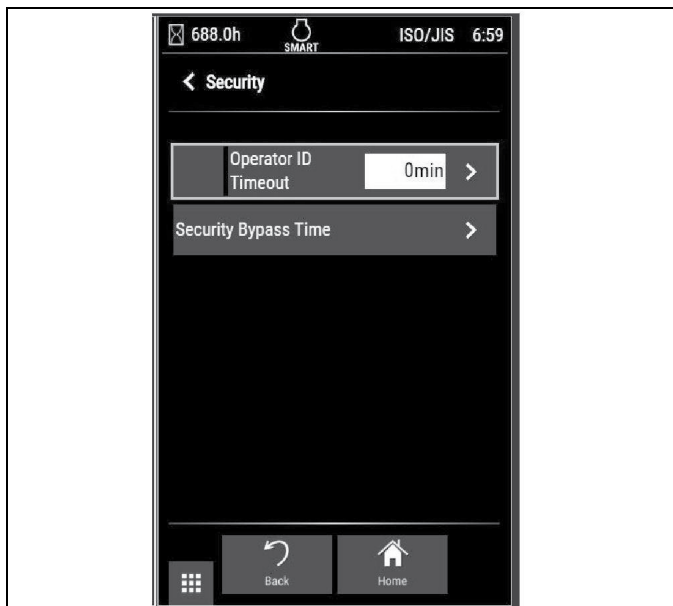 688.0h SMART ISO/JIS 6:59
Security
Operator ID
Timeout
0min
Security Bypass Time
Back
Home